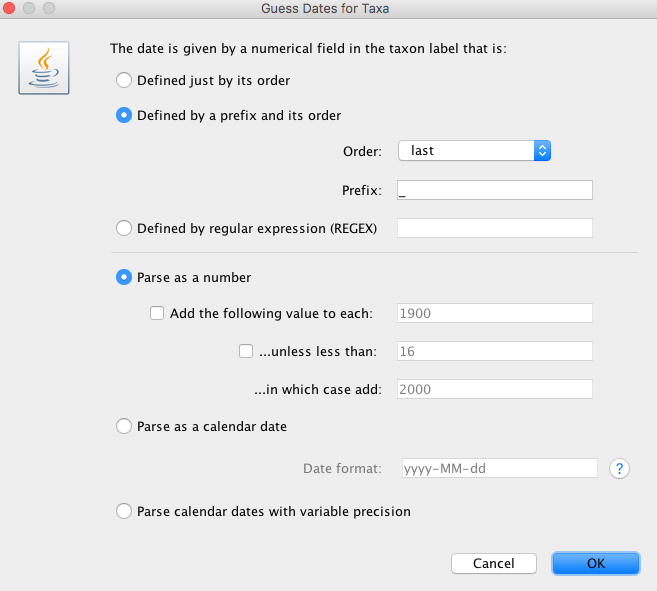 Guess Dates for Taxa
The date is given by a numerical field in the taxon label that is:
Defined just by its order
Defined by a prefix and its order
Order: last
Prefix: _
Defined by regular expression (REGEX)
Parse as a number
Add the following value to each: 1900
...unless less than: 16
...in which case add: 2000
Parse as a calendar date
Date format: yyyy-MM-dd ?
Parse calendar dates with variable precision
Cancel OK